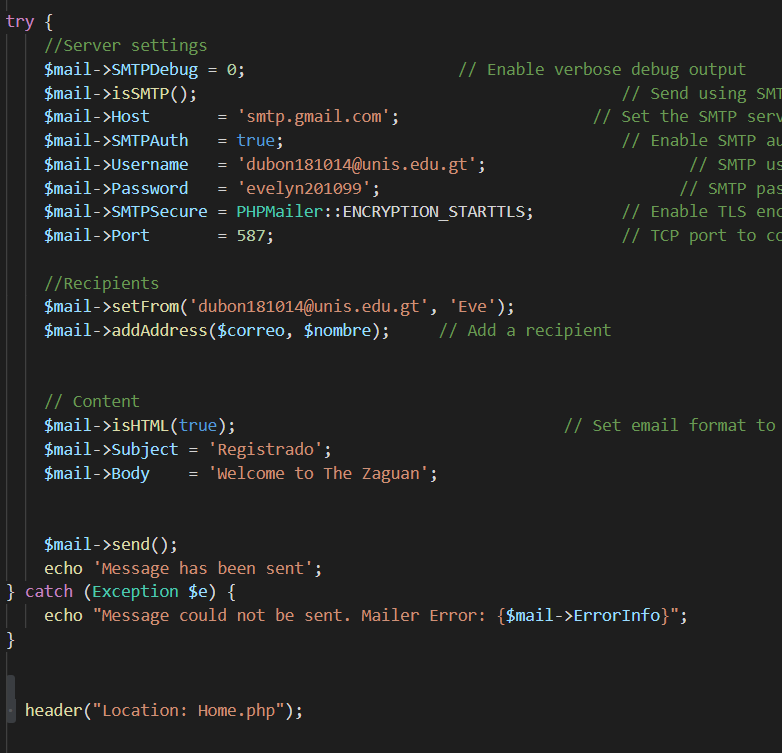 try {
//Server settings
$mail->SMTPDebug = 0; // Enable verbose debug output
$mail->isSMTP(); // Send using SMT
$mail->Host = 'smtp.gmail.com'; // Set the SMTP serv
$mail->SMTPAuth = true; // Enable SMTP au
$mail->Username = 'dubon181014@unis.edu.gt'; // SMTP us
$mail->Password = 'evelyn201099'; // SMTP pas
$mail->SMTPSecure = PHPMailer::ENCRYPTION_STARTTLS; // Enable TLS enc
$mail->Port = 587; // TCP port to co
//Recipients
$mail->setFrom('dubon181014@unis.edu.gt', 'Eve');
$mail->addAddress($correo, $nombre); // Add a recipient
// Content
$mail->isHTML(true); // Set email format to
$mail->Subject = 'Registrado';
$mail->Body = 'Welcome to The Zaguan';
$mail->send();
echo 'Message has been sent';
} catch (Exception $e) {
echo "Message could not be sent. Mailer Error: {$mail->ErrorInfo}";
}
header("Location: Home.php");